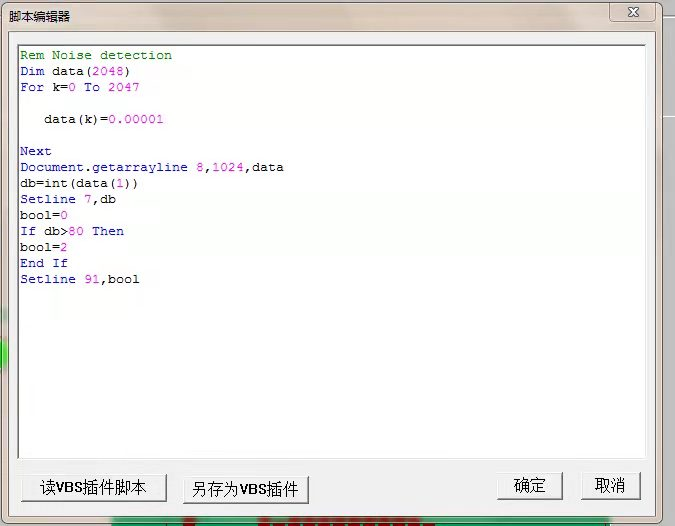 脚本编辑器
Rem Noise detection
Dim data(2048)
For k=0 To 2047
data(k)=0.00001
Next
Document.getarrayline 8,1024,data
db=int(data(1))
Setline 7,db
bool=0
If db>80 Then
bool=2
End If
Setline 91,bool
读VBS插件脚本
另存为VBS插件
确定
取消